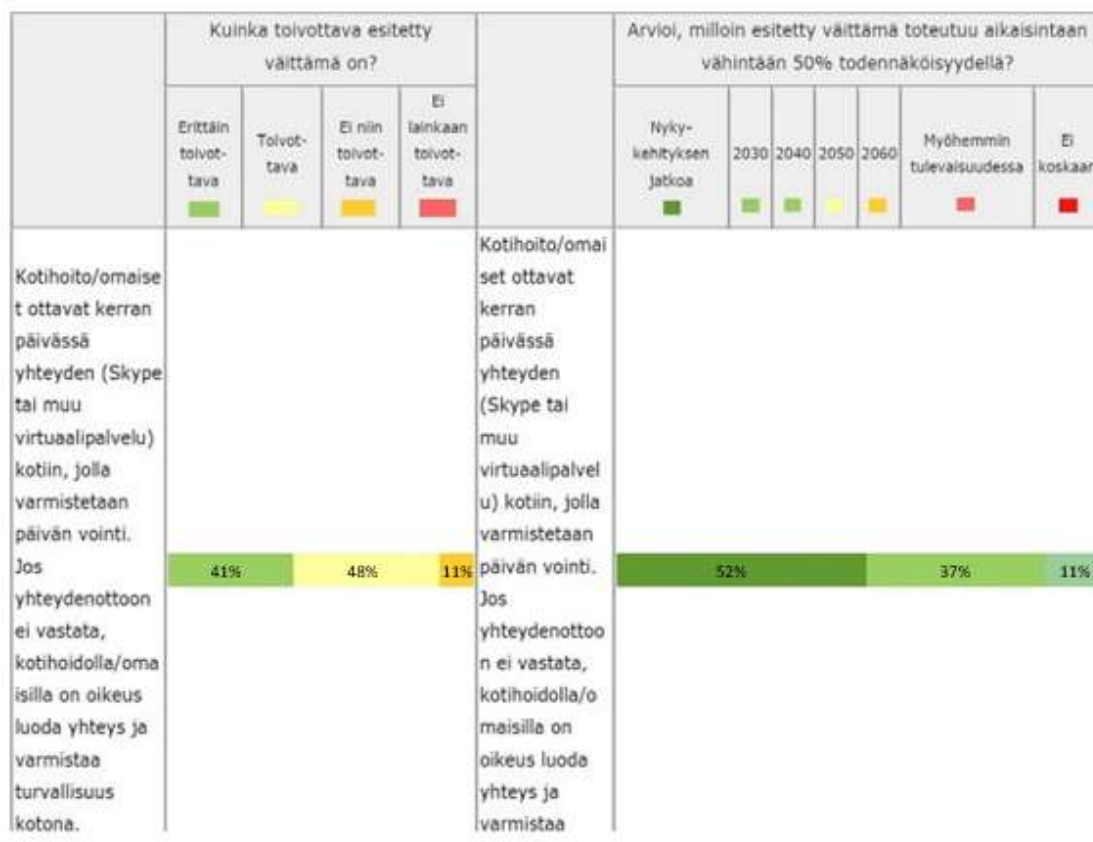 Kuinka toivottava esitetty
väittämä on?
Erittäin
toivot-
tava
Toivot-
tava
Ei niin
toivot-
tava
Ei
lainkaan
toivot-
tava
Arvioi, milloin esitetty väittämä toteutuu aikaisintaan
vähintään 50% todennäköisyydellä?
Nyky-
kehityksen
jatkoa
2030
2040
2050
2060
Myöhemmin
tulevaisuudessa
Ei
koskaan
Kotihoito/omaise
t ottavat kerran
päivässä
yhteyden (Skype
tai muu
virtuaalipalvelu)
kotiin, jolla
varmistetaan
päivän vointi.
Jos
yhteydenottoon
ei vastata,
kotihoidolla/oma
isilla on oikeus
luoda yhteys ja
varmistaa
turvallisuus
kotona.
41%
48%
11%
Kotihoito/omai
set ottavat
kerran
päivässä
yhteyden
(Skype tai
muu
virtuaalipalvel
u) kotiin, jolla
varmistetaan
päivän vointi.
Jos
yhteydenottoo
n ei vastata,
kotihoidolla/o
maisilla on
oikeus luoda
yhteys ja
varmistaa
52%
37%
11%